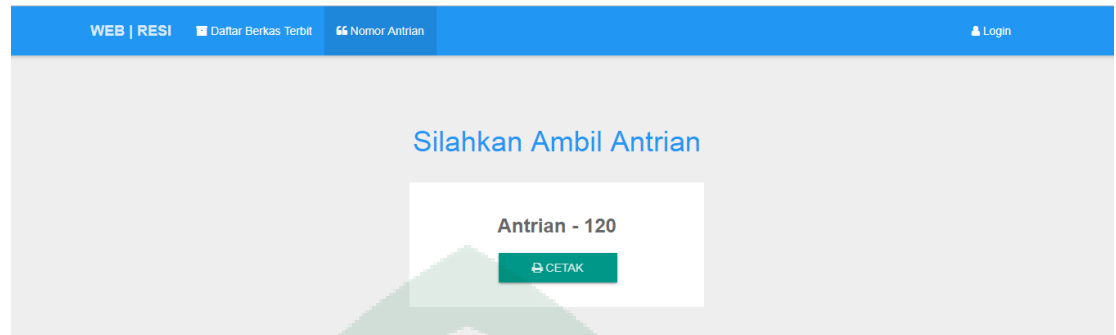 WEB | RESI Daftar Berkas Terbit Nomor Antrian Login
Silahkan Ambil Antrian
Antrian - 120
CETAK